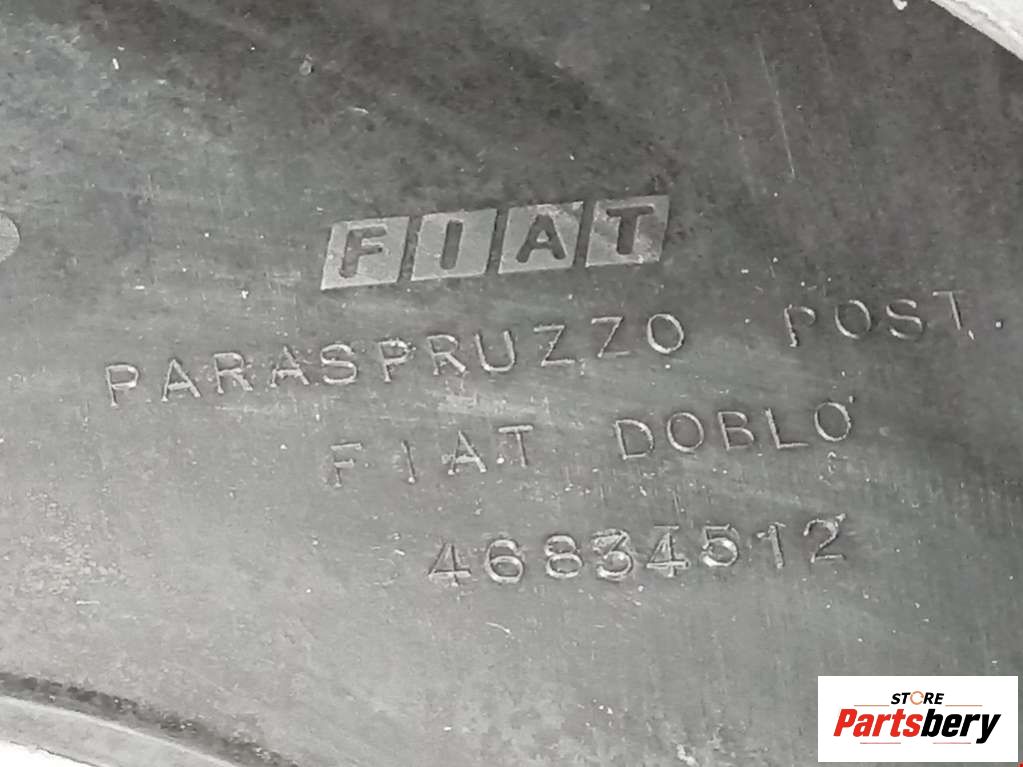 FIAT
PARASPRUZZO POST.
FIAT DOBLO'
46834512
STORE
Partsbery